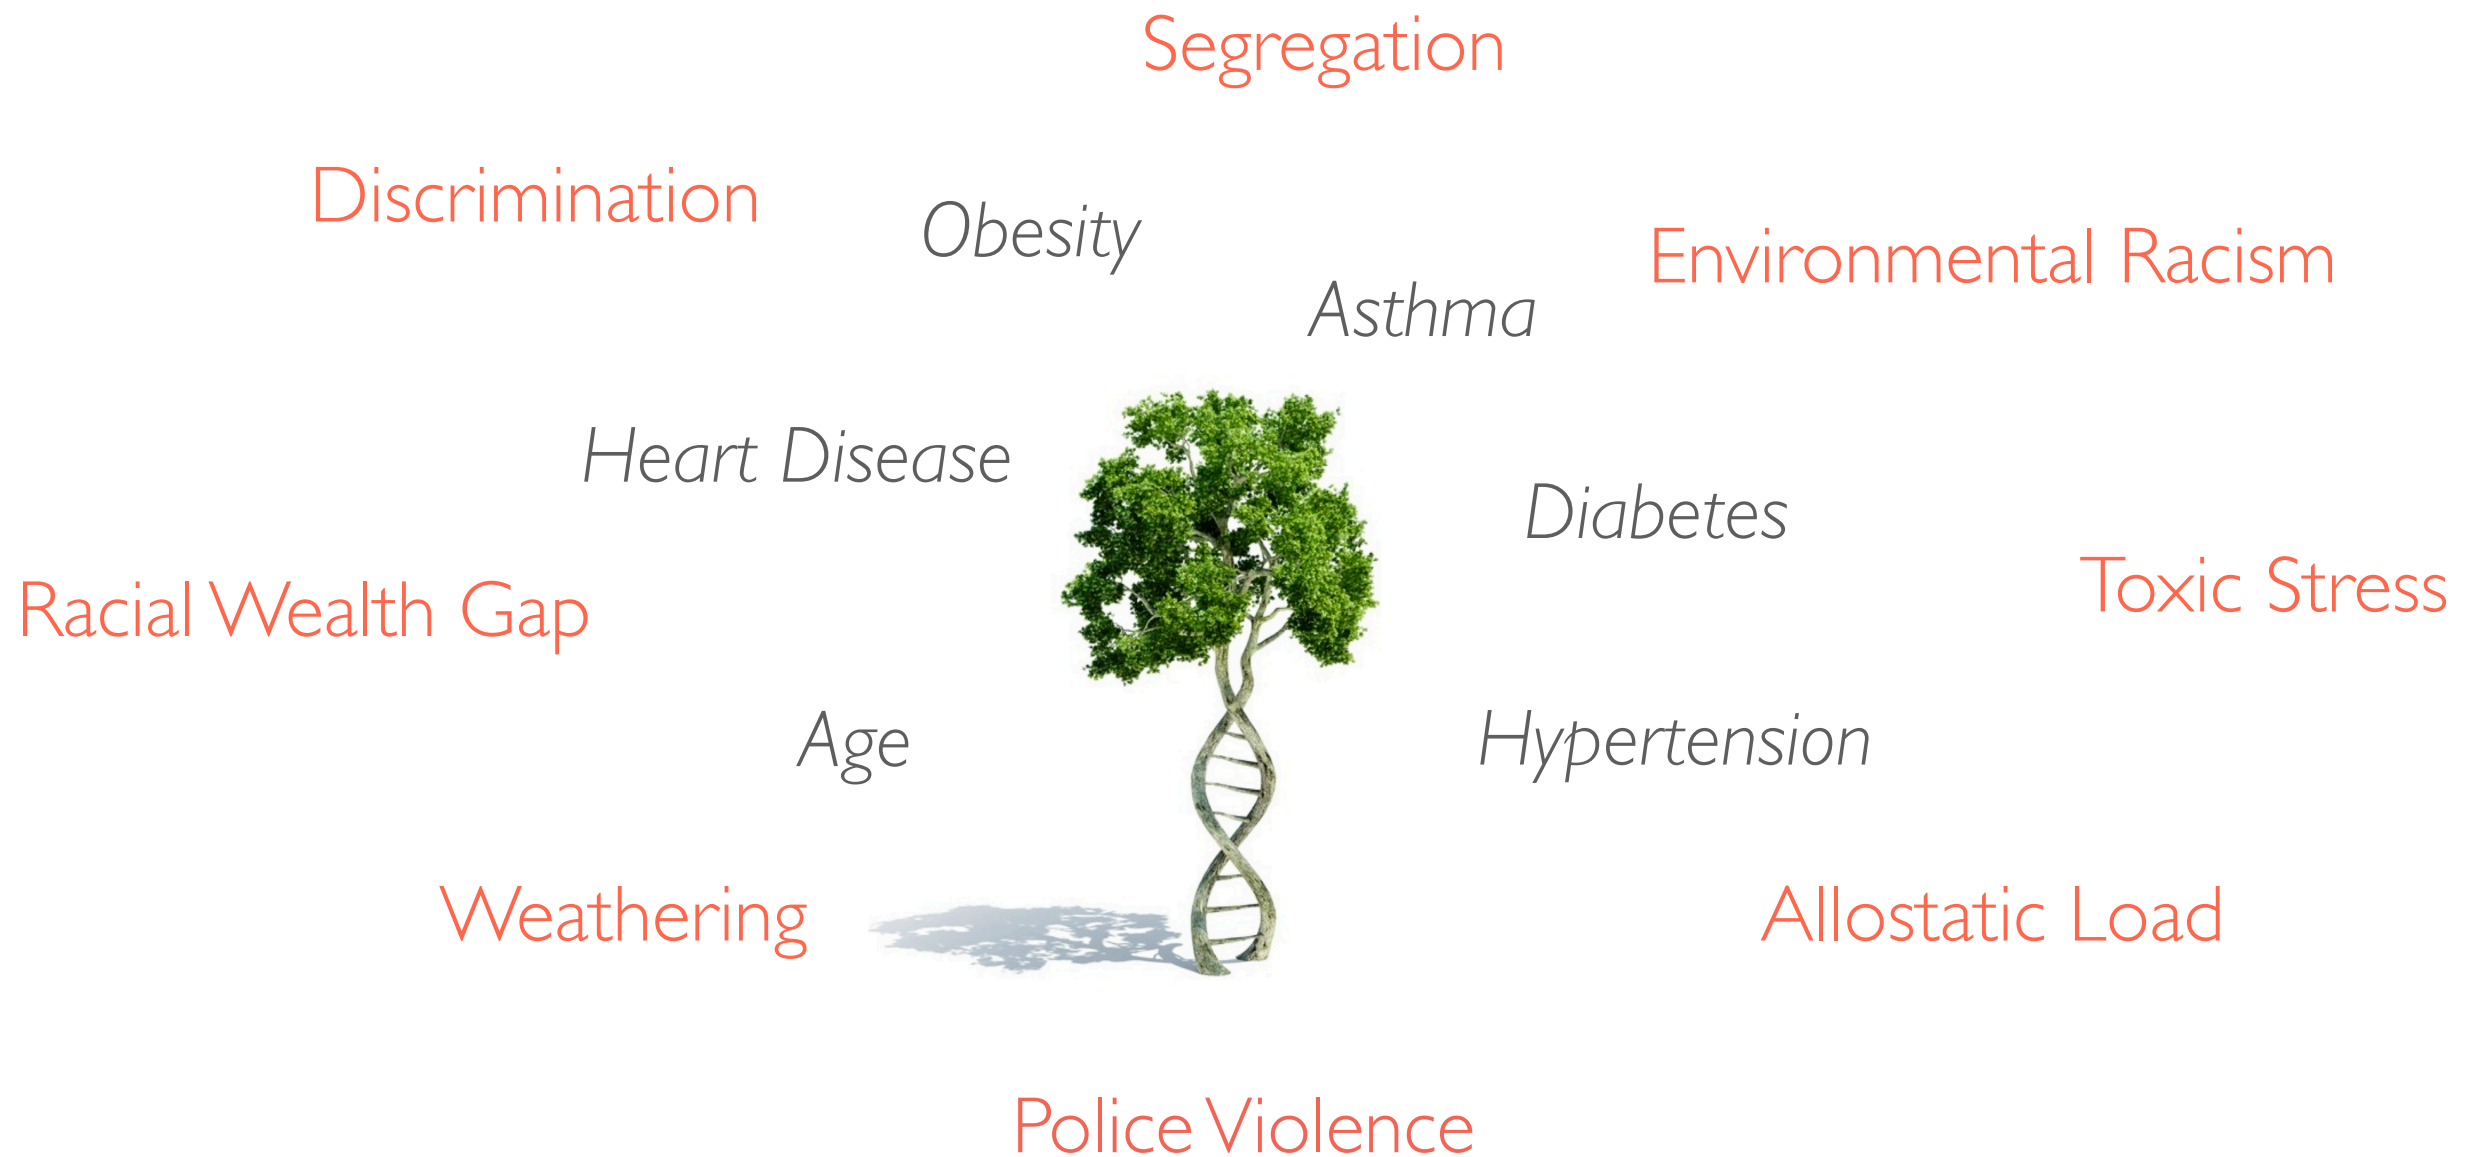 Segregation
Discrimination
Obesity
Environmental Racism
Asthma
Heart Disease
Diabetes
Racial Wealth Gap
Toxic Stress
Age
Hypertension
Weathering
Allostatic Load
Police Violence